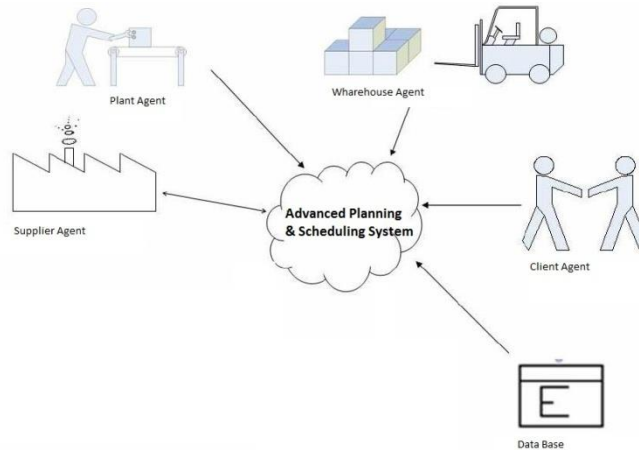 Plant Agent
Wharehouse Agent
Supplier Agent
Advanced Planning
& Scheduling System
Client Agent
E
Data Base